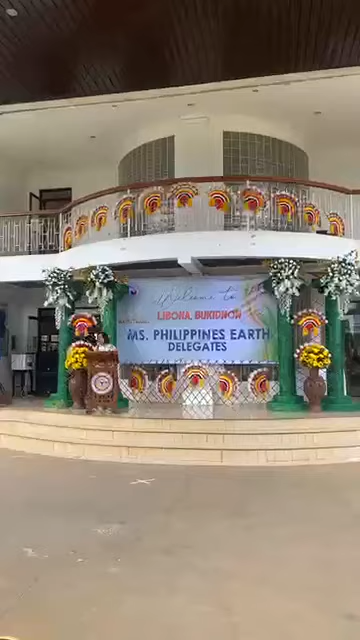 Welcome to
LIBONA, BUKIDNON
MS. PHILIPPINES EARTH
DELEGATES